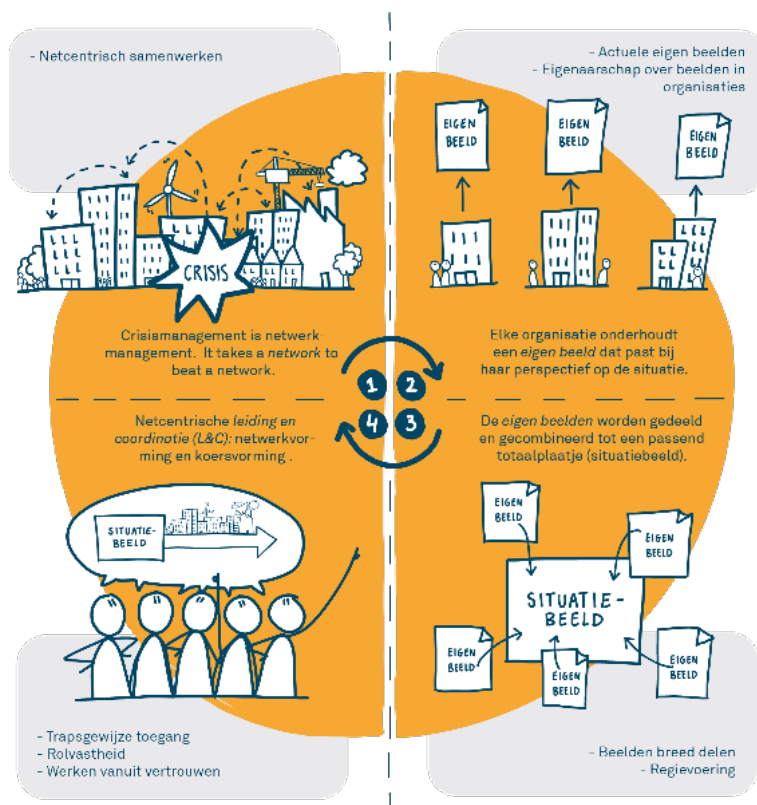 - Netcentrisch samenwerken
CRISIS
Crisismanagement is netwerk-
management. It takes a network to
beat a network.
- Actuele eigen beelden
- Eigenaarschap over beelden in
organisaties
EIGEN
BEELD
EIGEN
BEELD
EIGEN
BEELD
Elke organisatie onderhoudt
een eigen beeld dat past bij
haar perspectief op de situatie.
1
2
4
3
De eigen beelden worden gedeeld
en gecombineerd tot een passend
totaalplaatje (situatiebeeld).
EIGEN
BEELD
EIGEN
BEELD
SITUATIE-
BEELD
EIGEN
BEELD
EIGEN
BEELD
EIGEN
BEELD
- Beelden breed delen
- Regievoering
Netcentrische leiding en
coordinatie (L&C): netwerkvor-
ming en koersvorming .
SITUATIE-
BEELD
- Trapsgewijze toegang
- Rolvastheid
- Werken vanuit vertrouwen